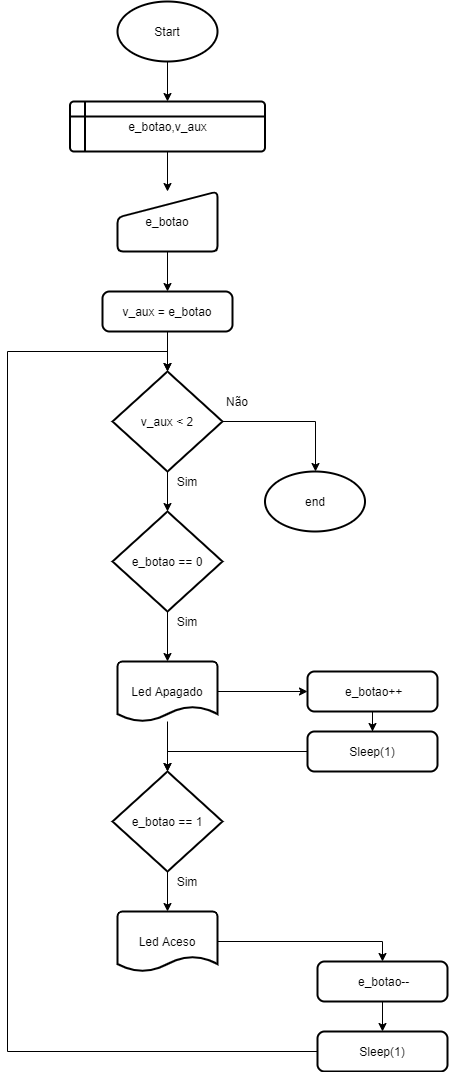 Start
e_botao,v_aux
e_botao
v_aux = e_botao
v_aux < 2
Não
Sim
end
e_botao == 0
Sim
Led Apagado
e_botao++
Sleep(1)
e_botao == 1
Sim
Led Aceso
e_botao--
Sleep(1)